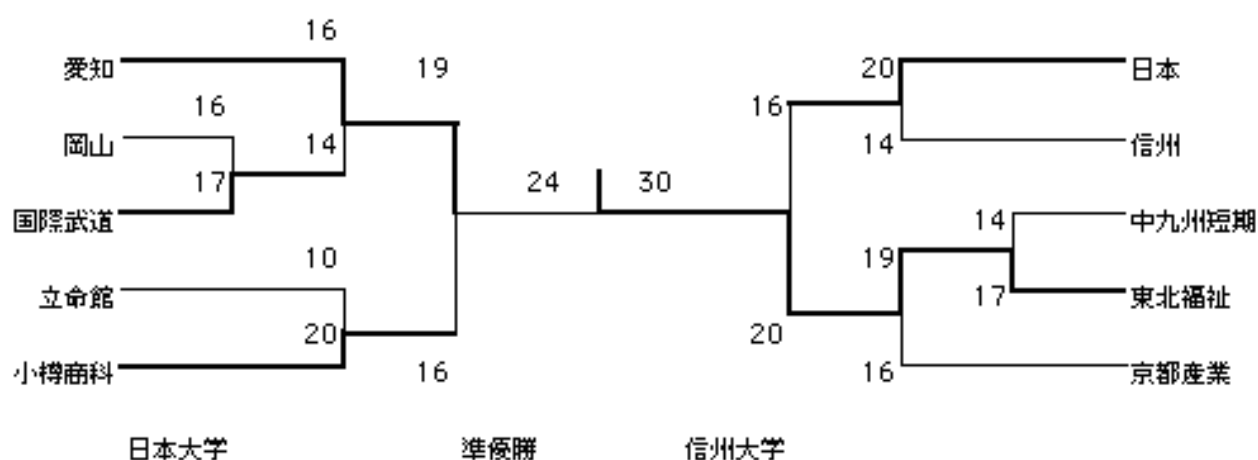 16
愛知 19 20 日本
16 16
岡山 14 14 信州
17 24 30
国際武道 14 中九州短期
10 19
立命館 17 東北福祉
20 20
小樽商科 16 16 京都産業
日本大学 準優勝 信州大学